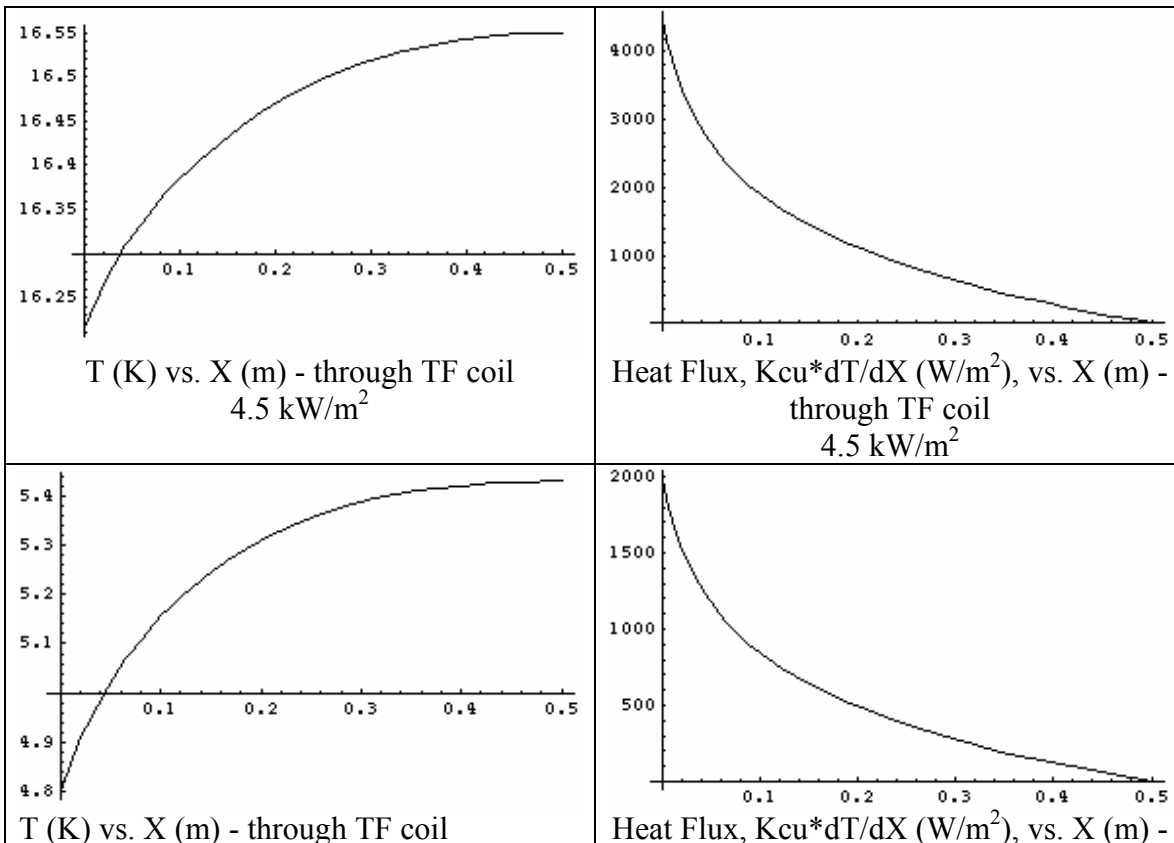 16.55
16.5
16.45
16.4
16.35
16.25
0.1 0.2 0.3 0.4 0.5
T (K) vs. X (m) - through TF coil
4.5 kW/m²
4000
3000
2000
1000
0.1 0.2 0.3 0.4 0.5
Heat Flux, Kcu*dT/dX (W/m²), vs. X (m) -
through TF coil
4.5 kW/m²
5.4
5.3
5.2
5.1
4.9
4.8
0.1 0.2 0.3 0.4 0.5
T (K) vs. X (m) - through TF coil
2000
1500
1000
500
0.1 0.2 0.3 0.4 0.5
Heat Flux, Kcu*dT/dX (W/m²), vs. X (m) -